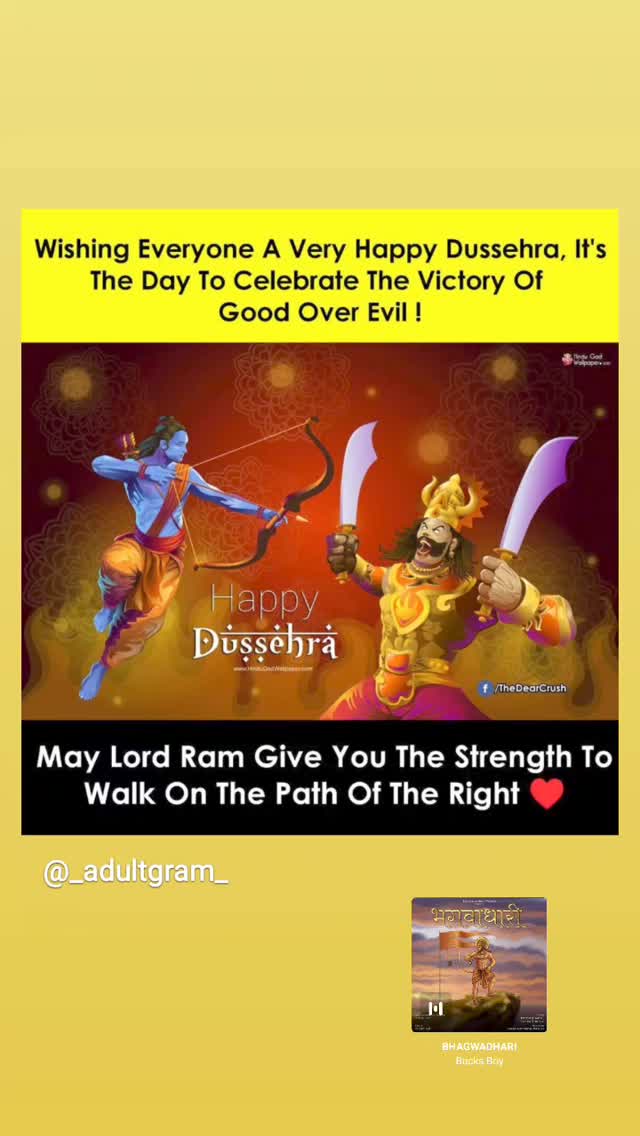 Wishing Everyone A Very Happy Dussehra, It's
The Day To Celebrate The Victory Of
Good Over Evil !
Hindu God
Wallpaper.com
Happy
Dussehra
www.HinduGodWallpaper.com
/TheDearCrush
May Lord Ram Give You The Strength To
Walk On The Path Of The Right ♥
@_adultgram_
भगवाधारी
BHAGWADHARI
Bucks Boy